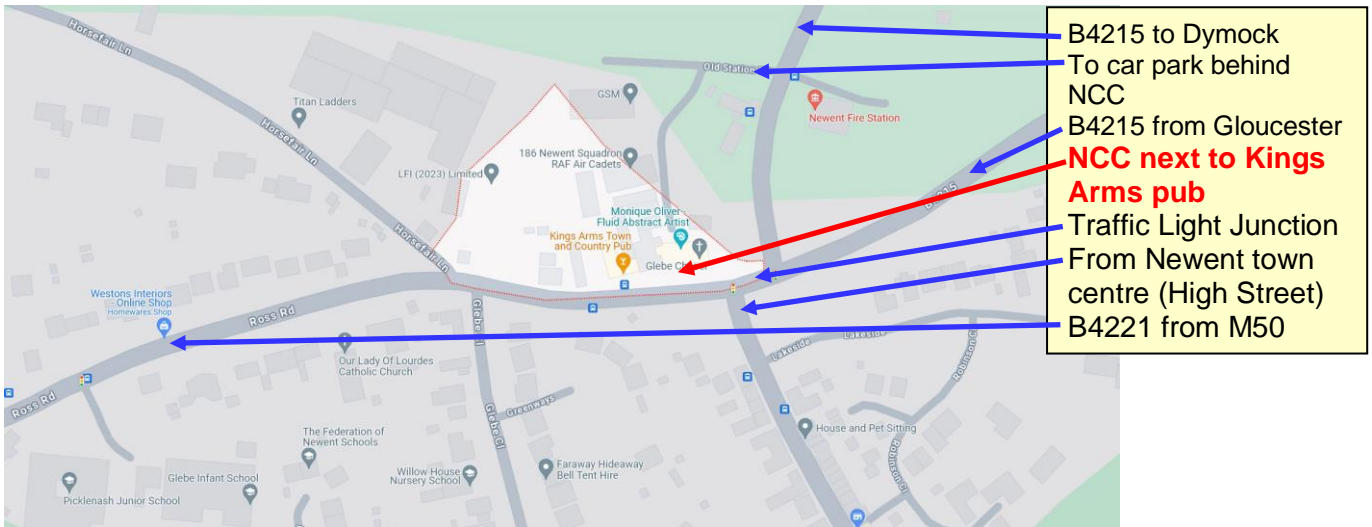 Horsefair Ln
Titan Ladders
Horsefair Ln
LFI (2023) Limited
Horsefair Ln
GSM
186 Newent Squadron
RAF Air Cadets
Monique Oliver
Fluid Abstract Artist
Kings Arms Town
and Country Pub
Old Station
Newent Fire Station
B4215
Westons Interiors
- Online Shop
Homewares Shop
Ross Rd
Our Lady Of Lourdes
Catholic Church
Ross Rd
Glebe Cl
Glebe Cl
Greenways
Lakeside
Lakeside
Robinson Cl
Robinson Cl
House and Pet Sitting
The Federation of
Newent Schools
Glebe Infant School
Picklenash Junior School
Willow House
Nursery School
Faraway Hideaway
Bell Tent Hire
B4215 to Dymock
To car park behind
NCC
B4215 from Gloucester
NCC next to Kings
Arms pub
Traffic Light Junction
From Newent town
centre (High Street)
B4221 from M50